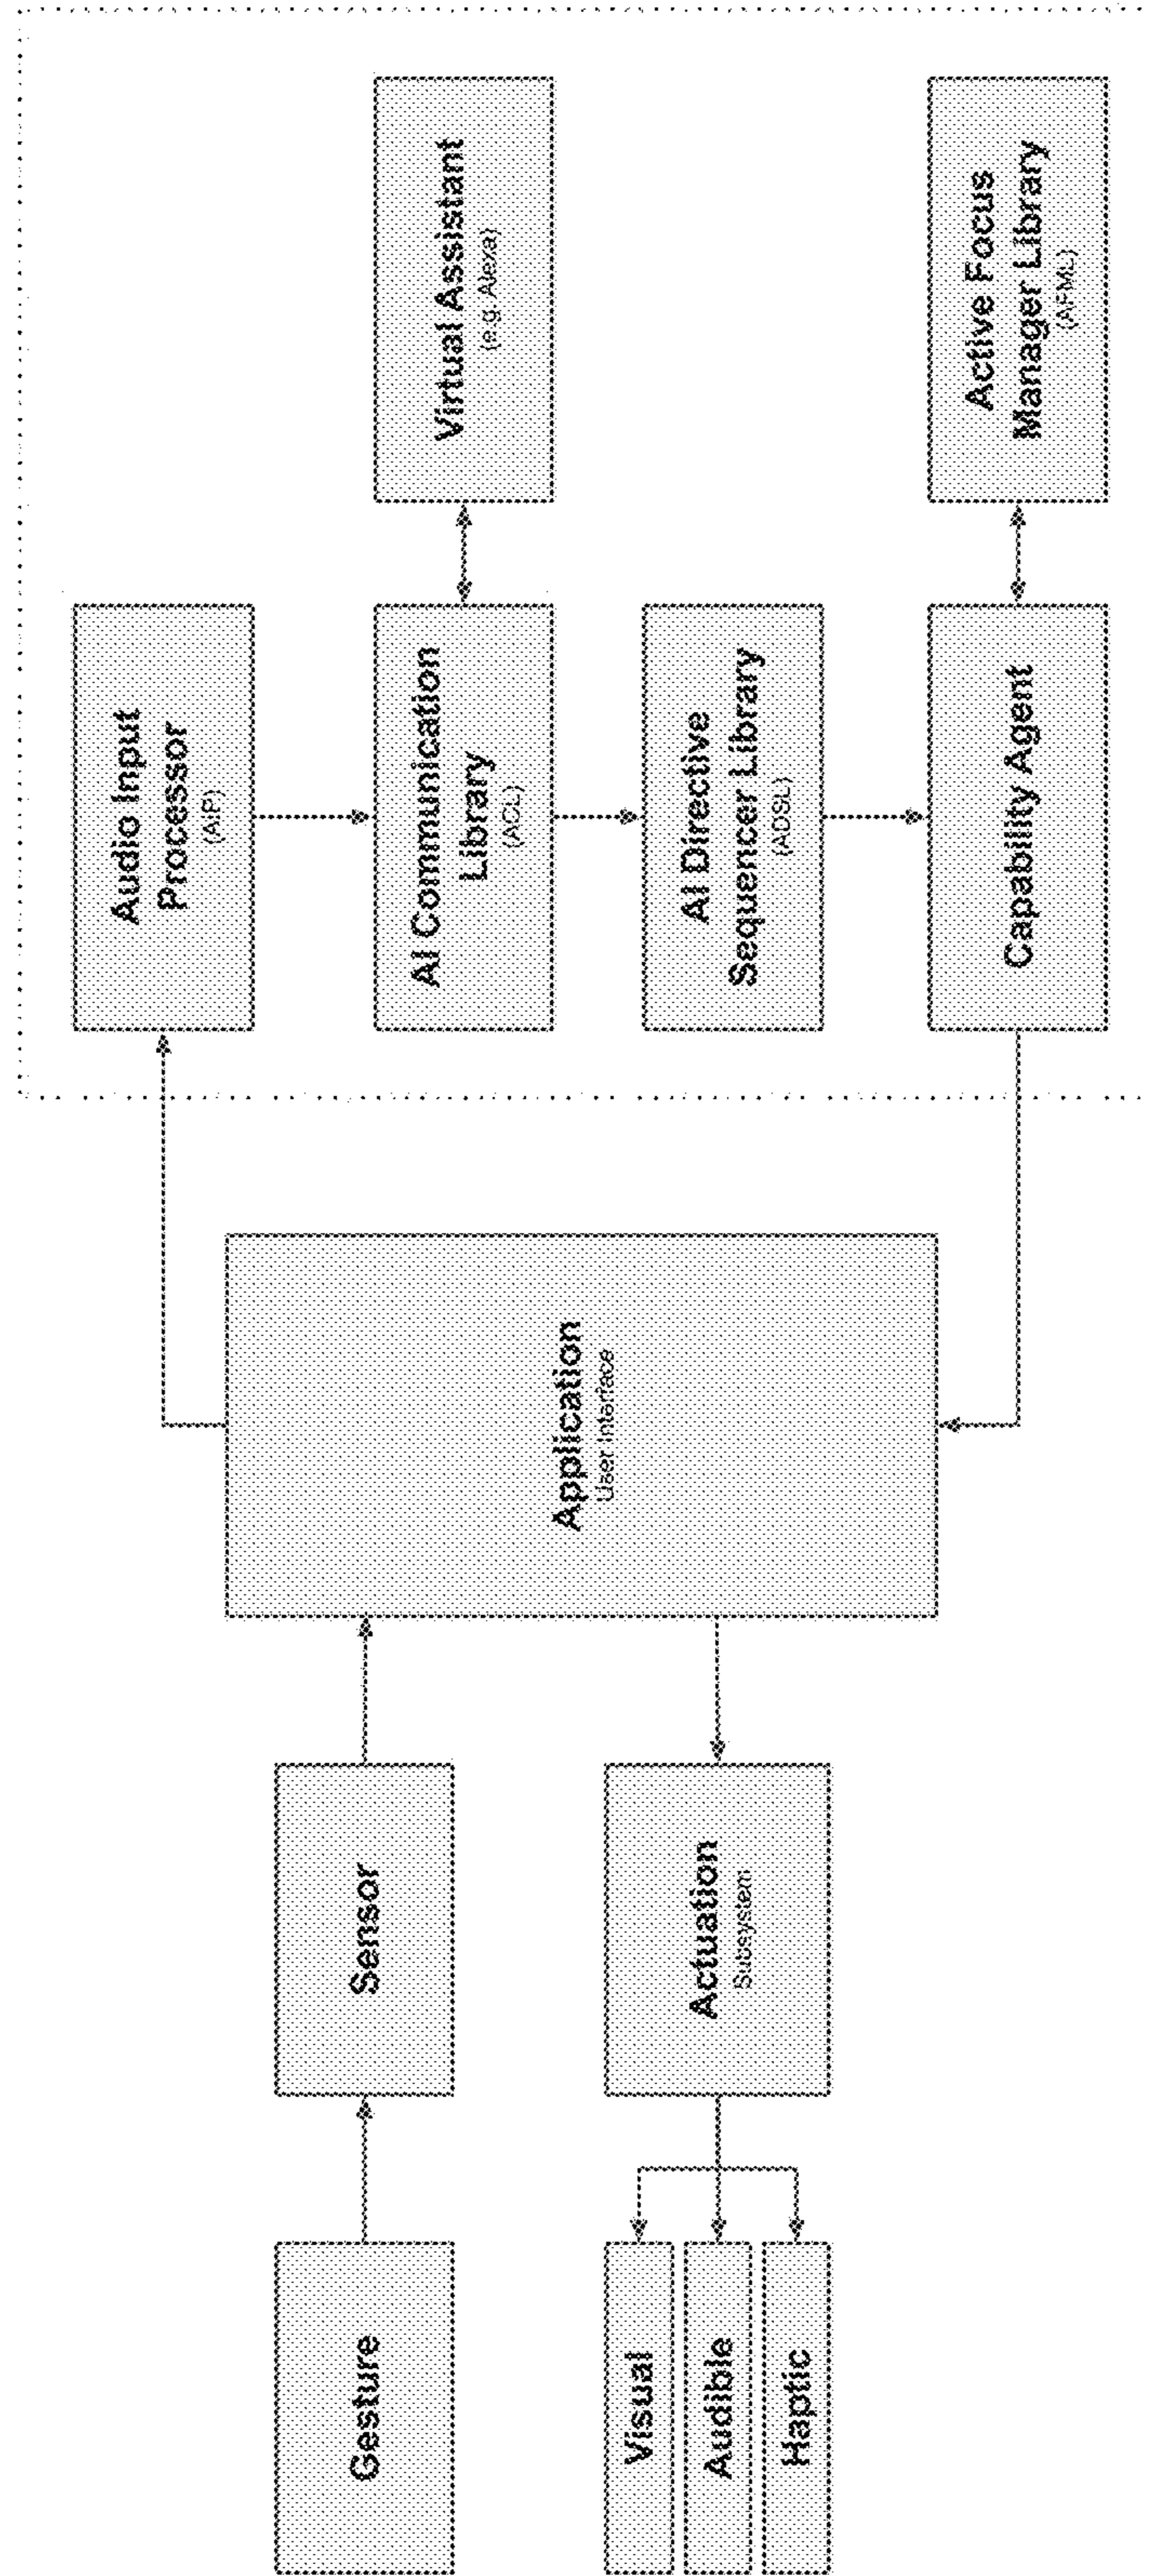 Gesture
Sensor
Application
User Interface
Audio Input
Processor
(AIP)
AI Communication
Library
(ACL)
Virtual Assistant
(e.g. Alexa)
AI Directive
Sequencer Library
(ADSL)
Capability Agent
Active Focus
Manager Library
(AFML)
Actuation
Subsystem
Visual
Audible
Haptic